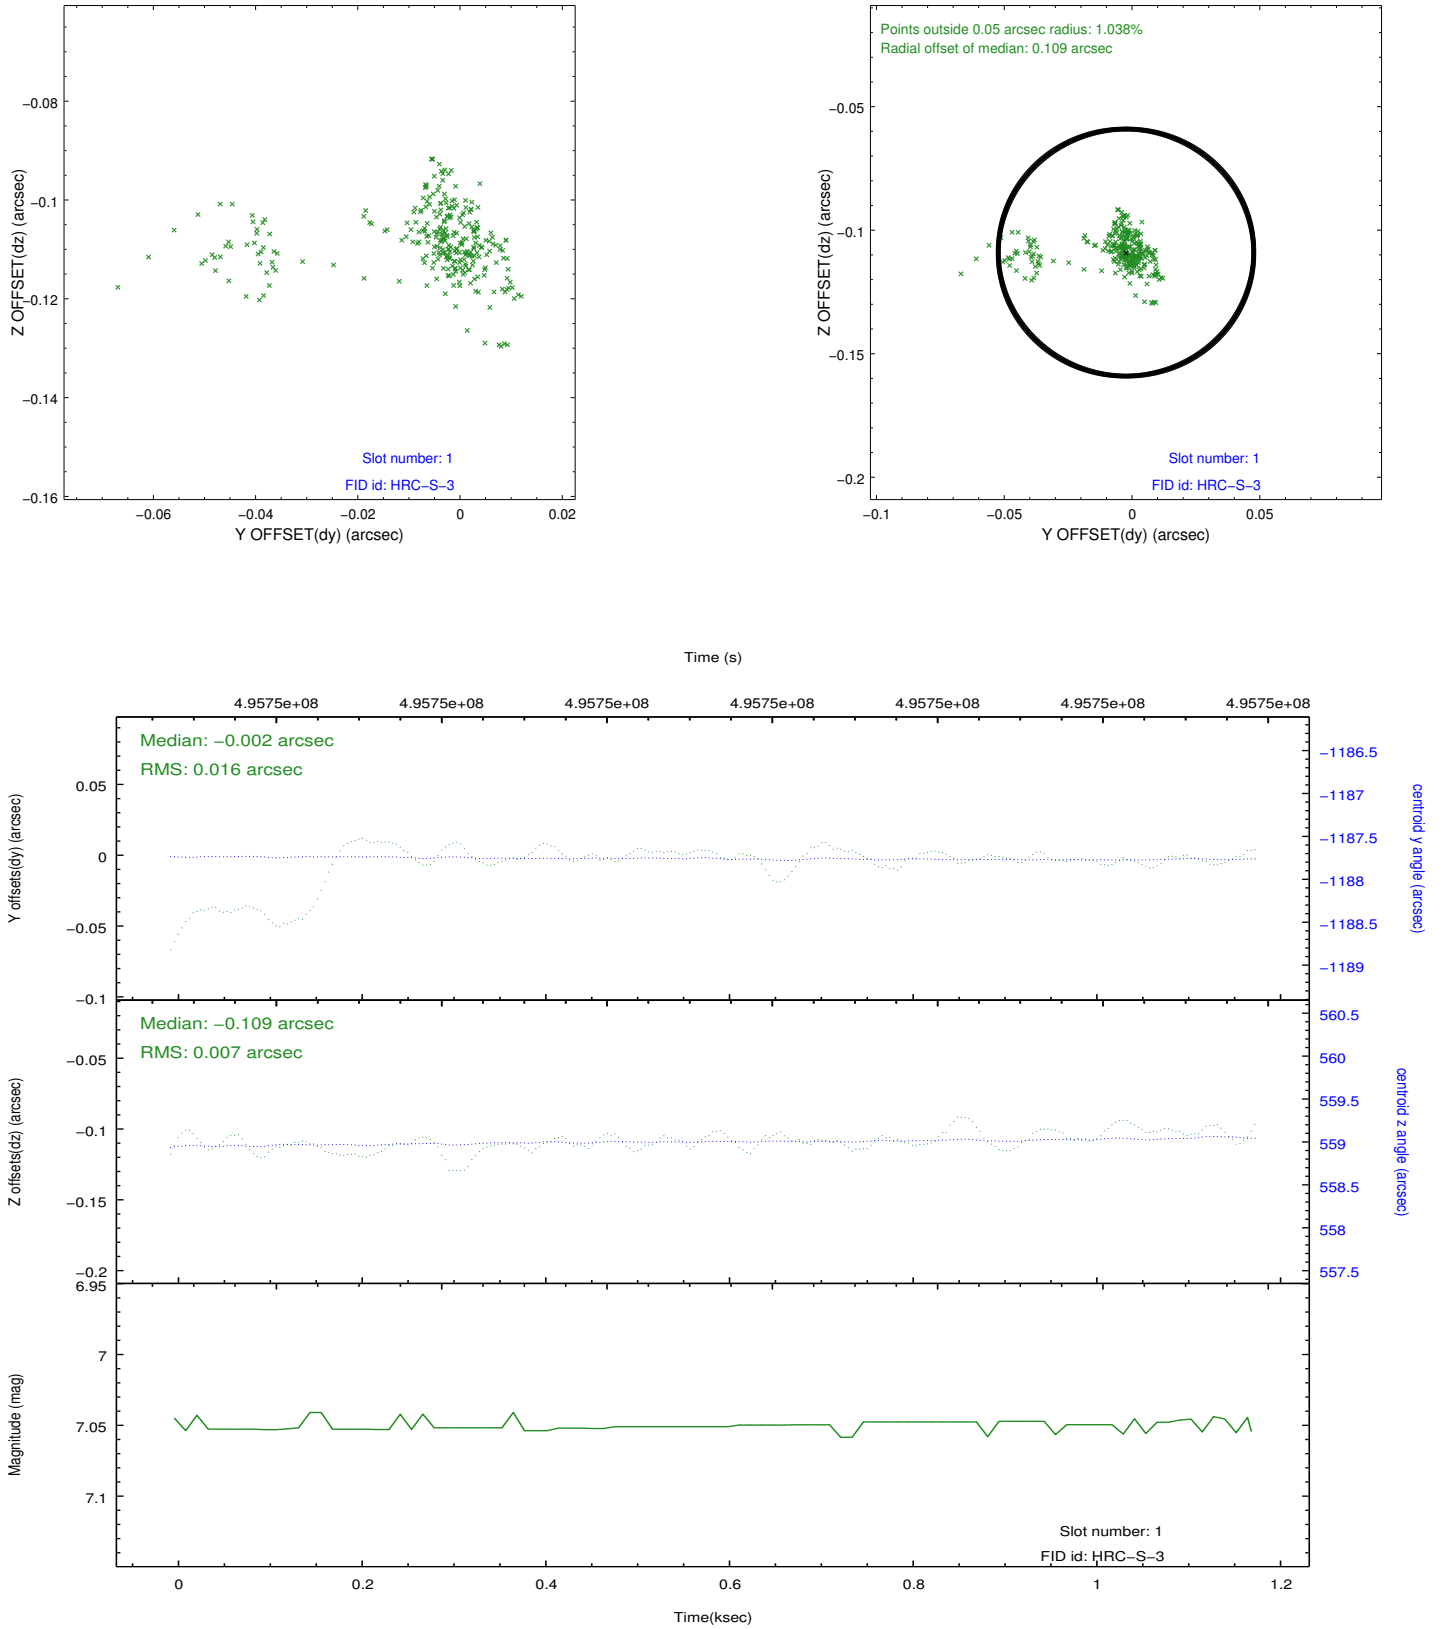 −0.08
−0.1
−0.12
−0.14
−0.16
Z OFFSET(dz) (arcsec)
Slot number: 1
FID id: HRC−S−3
−0.06
−0.04
−0.02
0
0.02
Y OFFSET(dy) (arcsec)
Points outside 0.05 arcsec radius: 1.038%
Radial offset of median: 0.109 arcsec
−0.05
−0.1
−0.15
−0.2
Z OFFSET(dz) (arcsec)
Slot number: 1
FID id: HRC−S−3
−0.1
−0.05
0
0.05
Y OFFSET(dy) (arcsec)
Time (s)
4.9575e+08
4.9575e+08
4.9575e+08
4.9575e+08
4.9575e+08
4.9575e+08
4.9575e+08
Median: −0.002 arcsec
RMS: 0.016 arcsec
0.05
0
−0.05
−0.1
Y offsets(dy) (arcsec)
−1186.5
−1187
−1187.5
−1188
−1188.5
−1189
centroid y angle (arcsec)
Median: −0.109 arcsec
RMS: 0.007 arcsec
−0.05
−0.1
−0.15
−0.2
Z offsets(dz) (arcsec)
560.5
560
559.5
559
558.5
558
557.5
centroid z angle (arcsec)
6.95
7
7.05
7.1
Magnitude (mag)
Slot number: 1
FID id: HRC−S−3
0
0.2
0.4
0.6
0.8
1
1.2
Time(ksec)